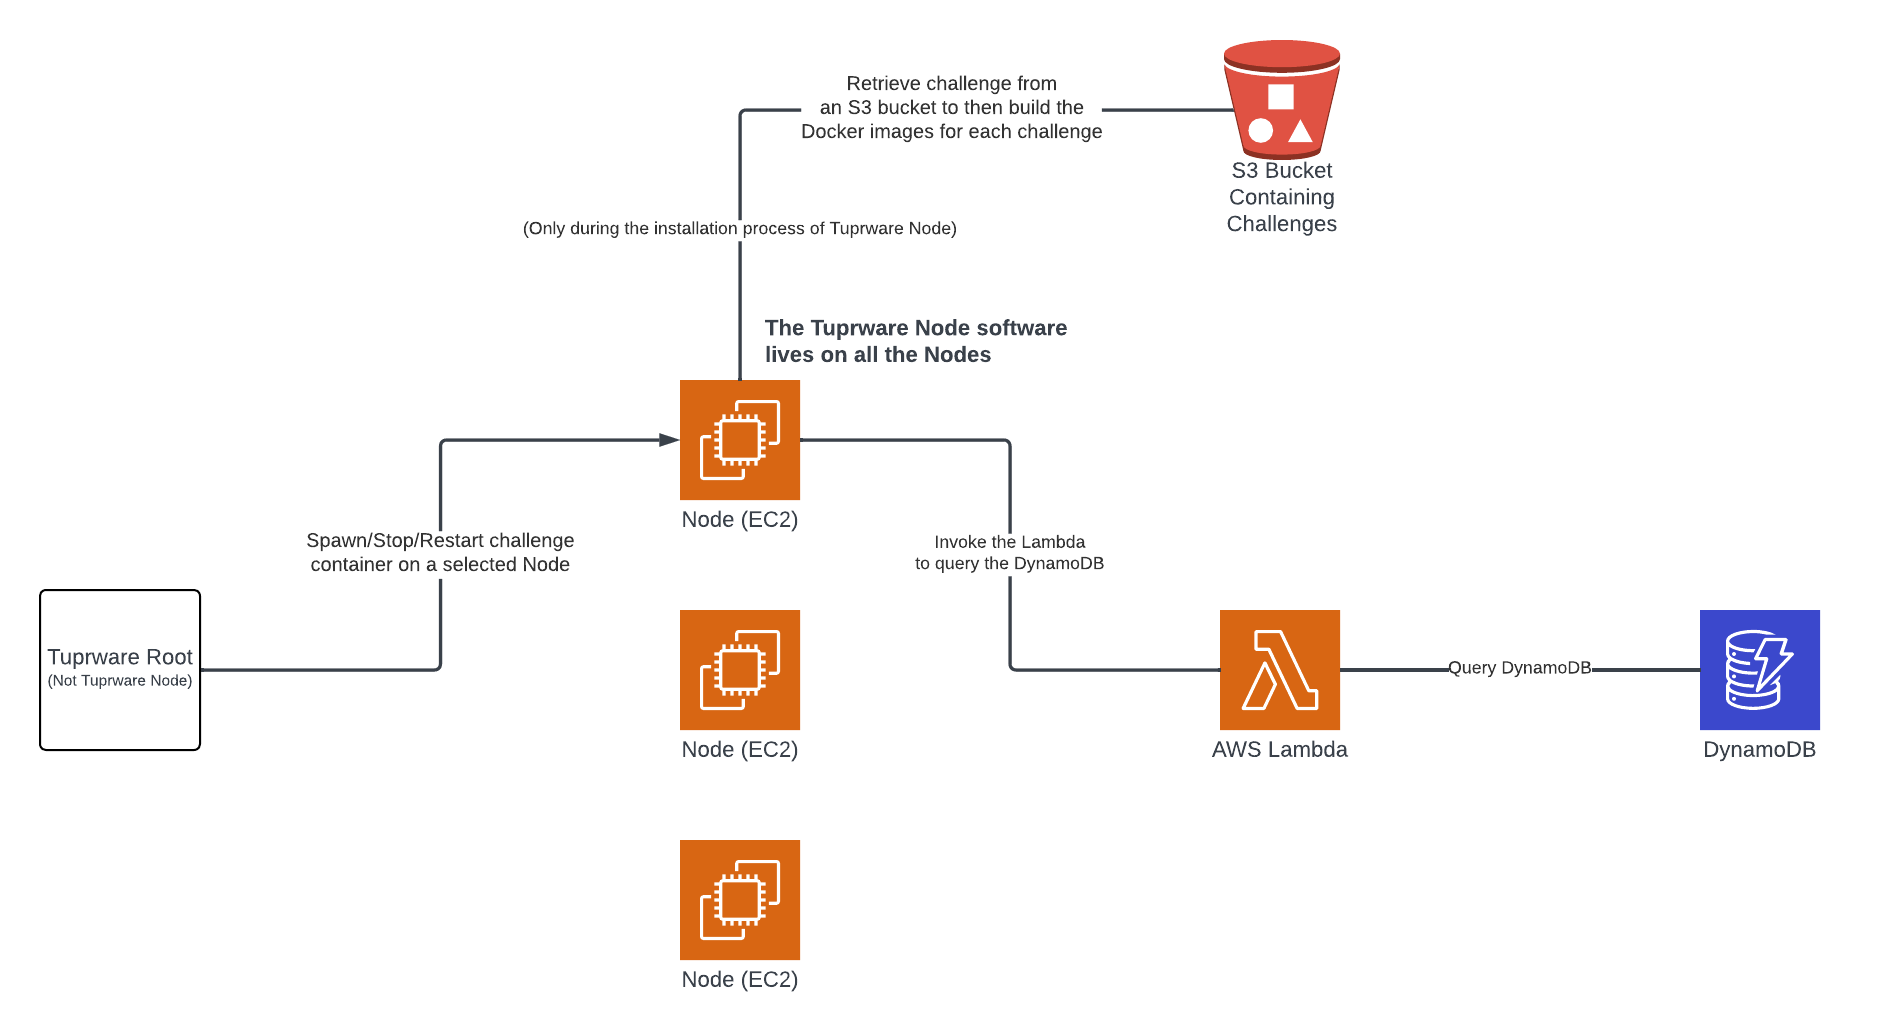 Retrieve challenge from
an S3 bucket to then build the
Docker images for each challenge
S3 Bucket
Containing
Challenges
(Only during the installation process of Tuprware Node)
The Tuprware Node software
lives on all the Nodes
Node (EC2)
Spawn/Stop/Restart challenge
container on a selected Node
Invoke the Lambda
to query the DynamoDB
Tuprware Root
(Not Tuprware Node)
Query DynamoDB
Node (EC2)
AWS Lambda
DynamoDB
Node (EC2)